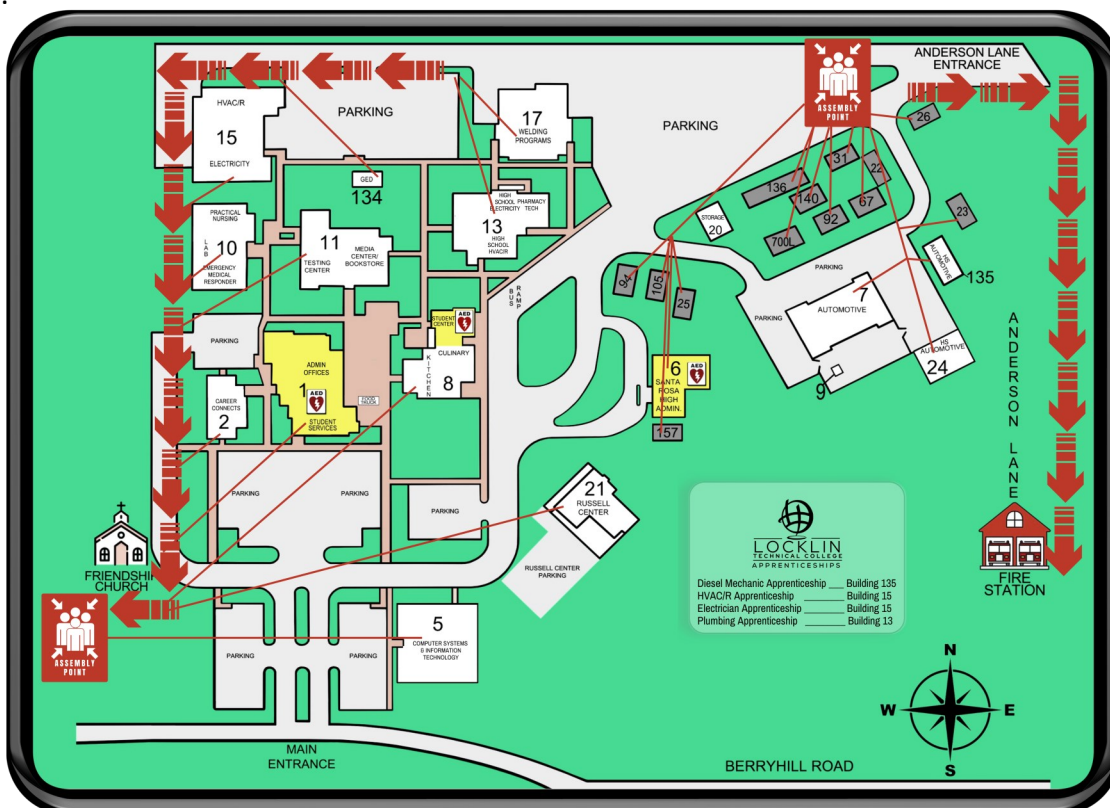 ANDERSON LANE
ENTRANCE
ASSEMBLY
POINT
HVAC/R
15
ELECTRICITY
PARKING
17
WELDING
PROGRAMS
PARKING
26
31
22
136
140
67
92
700L
23
STORAGE
20
GED
134
HIGH
SCHOOL
ELECTRICITY
PHARMACY
TECH
13
HIGH
SCHOOL
HVACR
PRACTICAL
NURSING
LAB
10
EMERGENCY
MEDICAL
RESPONDER
11
TESTING
CENTER
MEDIA
CENTER/
BOOKSTORE
BUS
RAMP
94
105
25
PARKING
HS
AUTOMOTIVE
135
7
AUTOMOTIVE
PARKING
HS
AUTOMOTIVE
24
9
ANDERSON LANE
PARKING
ADMIN
OFFICES
1
AED
STUDENT
SERVICES
STUDENT
CENTER
AED
CULINARY
KITCHEN
8
CAREER
CONNECTS
2
6
AED
SANTA
ROSA
HIGH
ADMIN.
157
PARKING
PARKING
PARKING
21
RUSSELL
CENTER
RUSSELL CENTER
PARKING
FRIENDSHIP
CHURCH
ASSEMBLY
POINT
5
COMPUTER SYSTEMS
& INFORMATION
TECHNOLOGY
PARKING
PARKING
LOCKLIN
TECHNICAL COLLEGE
APPRENTICESHIPS
Diesel Mechanic Apprenticeship ___ Building 135
HVAC/R Apprenticeship _______ Building 15
Electrician Apprenticeship ______ Building 15
Plumbing Apprenticeship _______ Building 13
FIRE
STATION
N
W
E
S
MAIN
ENTRANCE
BERRYHILL ROAD